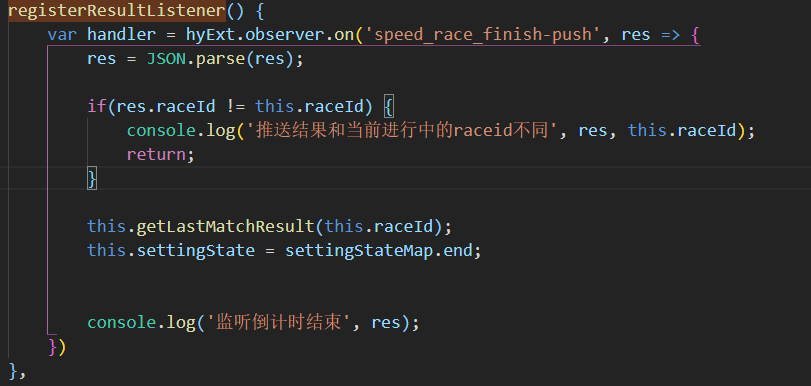 registerResultListener() {
var handler = hyExt.observer.on('speed_race_finish-push', res => {
res = JSON.parse(res);
if(res.raceId != this.raceId) {
console.log('推送结果和当前进行中的raceid不同', res, this.raceId);
return;
}
this.getLastMatchResult(this.raceId);
this.settingState = settingStateMap.end;
console.log('监听倒计时结束', res);
})
},